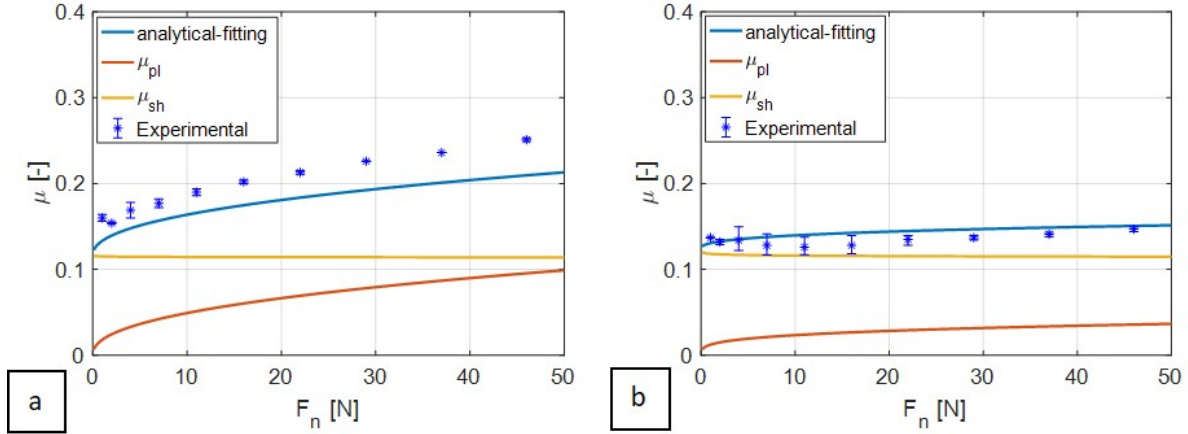 0.4
0.3
0.2
0.1
0
μ [-]
analytical-fitting
μpl
μsh
Experimental
0 10 20 30 40 50
Fn [N]
a
0.4
0.3
0.2
0.1
0
μ [-]
analytical-fitting
μpl
μsh
Experimental
0 10 20 30 40 50
Fn [N]
b